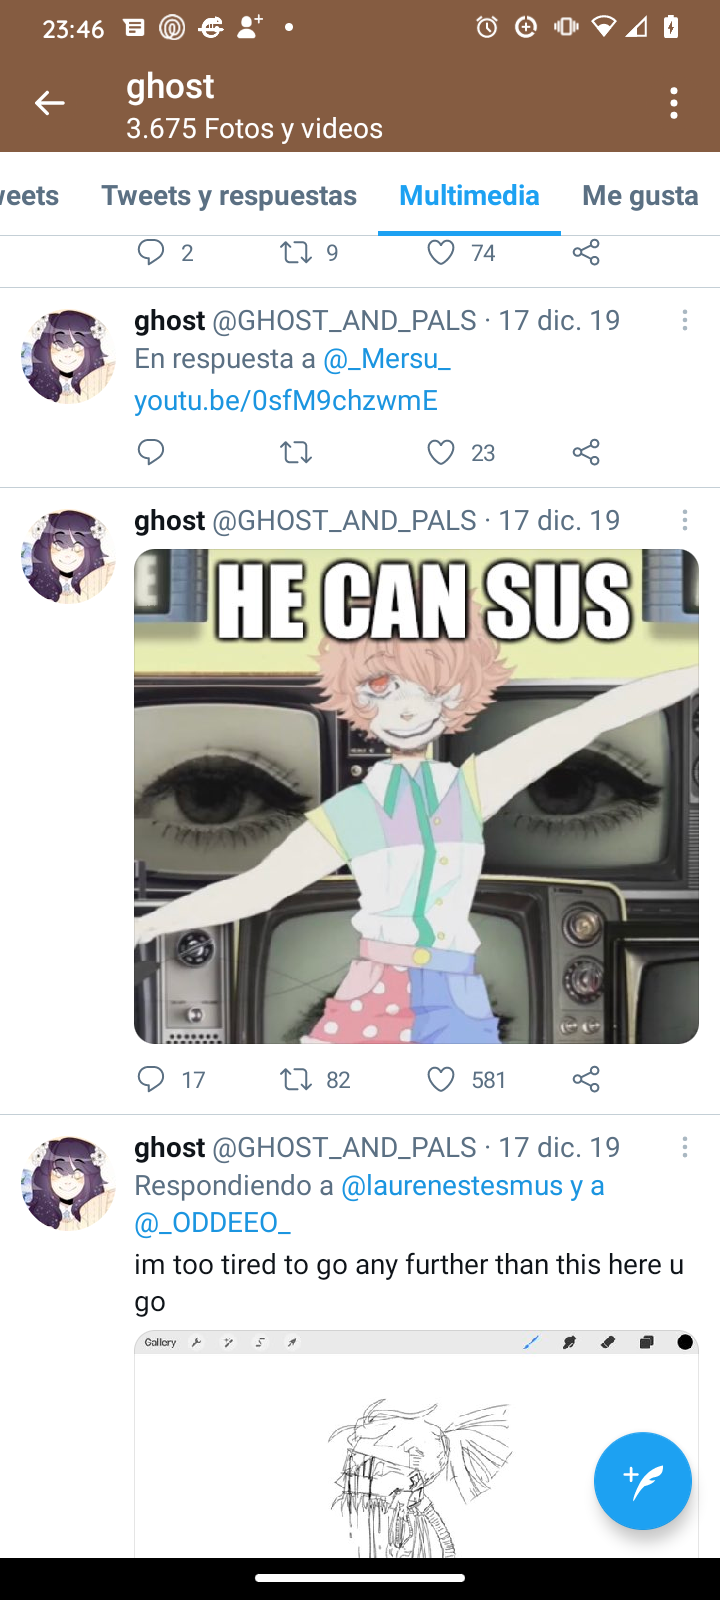 23:46
ghost
3.675 Fotos y videos
weets
Tweets y respuestas
Multimedia
Me gusta
2
9
74
ghost @GHOST_AND_PALS · 17 dic. 19
En respuesta a @_Mersu_
youtu.be/0sfM9chzwmE
23
ghost @GHOST_AND_PALS · 17 dic. 19
E
HE CAN SUS
17
82
581
ghost @GHOST_AND_PALS · 17 dic. 19
Respondiendo a @laurenestesmus y a
@_ODDEEO_
im too tired to go any further than this here u
go
Gallery